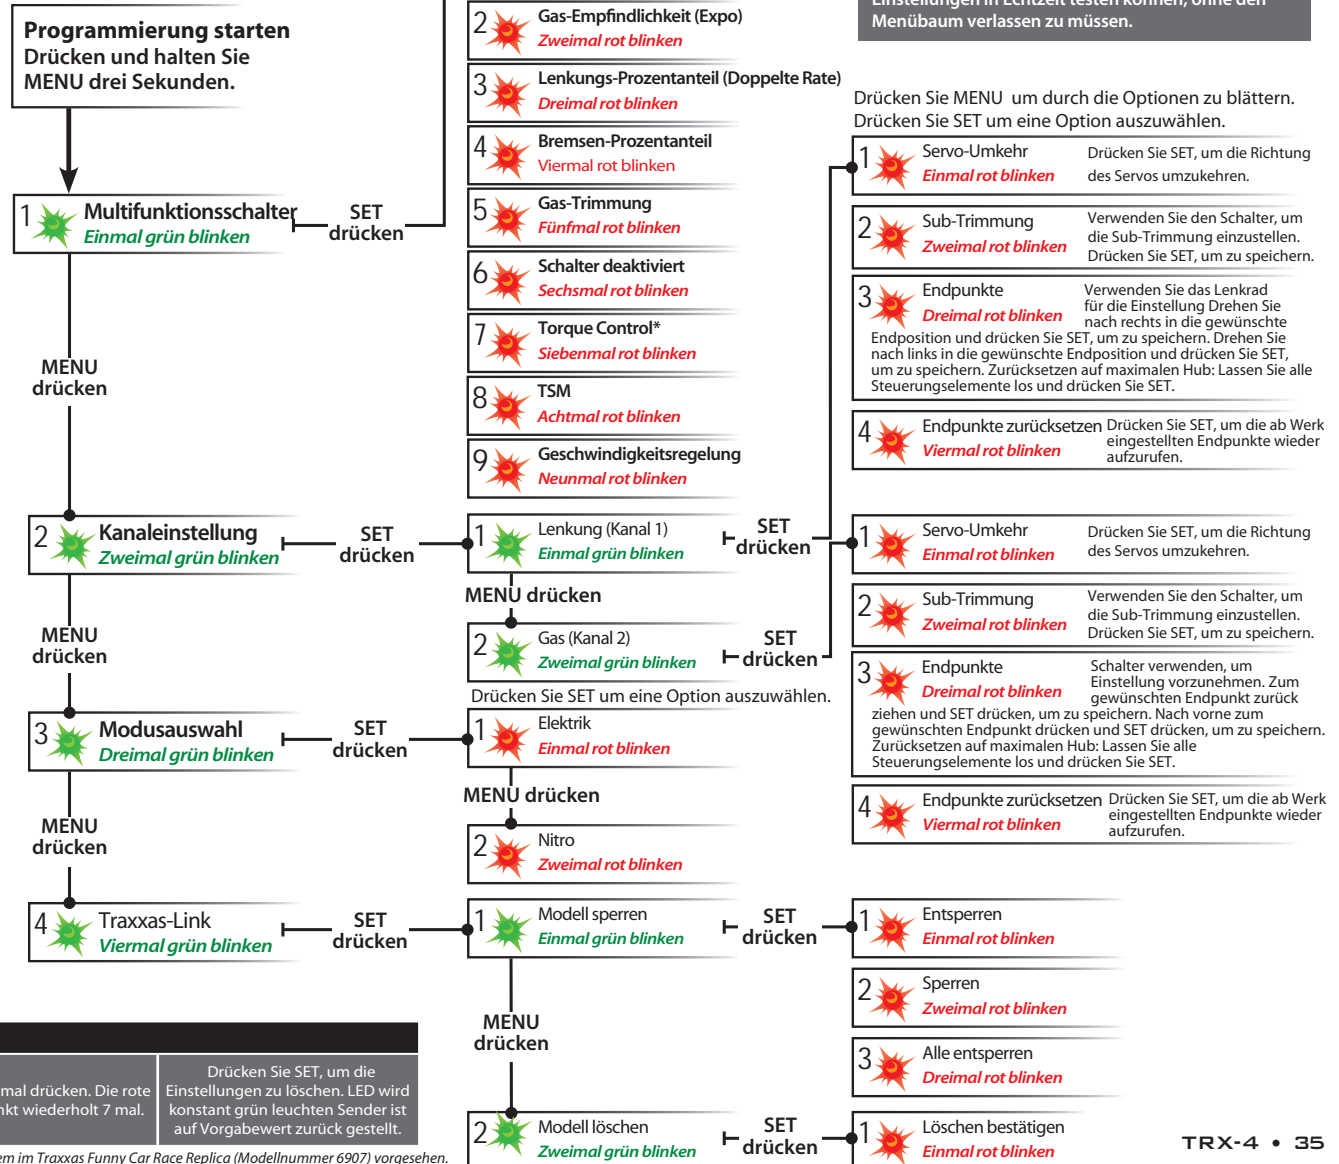 Einstellungen in Echtzeit testen können, ohne den
Menübaum verlassen zu müssen.
Programmierung starten
Drücken und halten Sie
MENU drei Sekunden.
1 Multifunktionsschalter
Einmal grün blinken
SET
drücken
2 Gas-Empfindlichkeit (Expo)
Zweimal rot blinken
3 Lenkungs-Prozentanteil (Doppelte Rate)
Dreimal rot blinken
4 Bremsen-Prozentanteil
Viermal rot blinken
5 Gas-Trimmung
Fünfmal rot blinken
6 Schalter deaktiviert
Sechsmal rot blinken
7 Torque Control*
Siebenmal rot blinken
8 TSM
Achtmal rot blinken
9 Geschwindigkeitsregelung
Neunmal rot blinken
MENU
drücken
2 Kanaleinstellung
Zweimal grün blinken
SET
drücken
1 Lenkung (Kanal 1)
Einmal grün blinken
SET
drücken
MENU drücken
2 Gas (Kanal 2)
Zweimal grün blinken
SET
drücken
Drücken Sie MENU um durch die Optionen zu blättern.
Drücken Sie SET um eine Option auszuwählen.
1 Servo-Umkehr
Einmal rot blinken
Drücken Sie SET, um die Richtung
des Servos umzukehren.
2 Sub-Trimmung
Zweimal rot blinken
Verwenden Sie den Schalter, um
die Sub-Trimmung einzustellen.
Drücken Sie SET, um zu speichern.
3 Endpunkte
Dreimal rot blinken
Verwenden Sie das Lenkrad
für die Einstellung Drehen Sie
nach rechts in die gewünschte
Endposition und drücken Sie SET, um zu speichern. Drehen Sie
nach links in die gewünschte Endposition und drücken Sie SET,
um zu speichern. Zurücksetzen auf maximalen Hub: Lassen Sie alle
Steuerungselemente los und drücken Sie SET.
4 Endpunkte zurücksetzen
Viermal rot blinken
Drücken Sie SET, um die ab Werk
eingestellten Endpunkte wieder
aufzurufen.
1 Servo-Umkehr
Einmal rot blinken
Drücken Sie SET, um die Richtung
des Servos umzukehren.
2 Sub-Trimmung
Zweimal rot blinken
Verwenden Sie den Schalter, um
die Sub-Trimmung einzustellen.
Drücken Sie SET, um zu speichern.
3 Endpunkte
Dreimal rot blinken
Schalter verwenden, um
Einstellung vorzunehmen. Zum
gewünschten Endpunkt zurück
ziehen und SET drücken, um zu speichern. Nach vorne zum
gewünschten Endpunkt drücken und SET drücken, um zu speichern.
Zurücksetzen auf maximalen Hub: Lassen Sie alle
Steuerungselemente los und drücken Sie SET.
4 Endpunkte zurücksetzen
Viermal rot blinken
Drücken Sie SET, um die ab Werk
eingestellten Endpunkte wieder
aufzurufen.
MENU
drücken
3 Modusauswahl
Dreimal grün blinken
SET
drücken
Drücken Sie SET um eine Option auszuwählen.
1 Elektrik
Einmal rot blinken
MENU drücken
2 Nitro
Zweimal rot blinken
MENU
drücken
4 Traxxas-Link
Viermal grün blinken
SET
drücken
1 Modell sperren
Einmal grün blinken
SET
drücken
1 Entsperren
Einmal rot blinken
2 Sperren
Zweimal rot blinken
3 Alle entsperren
Dreimal rot blinken
MENU
drücken
2 Modell löschen
Zweimal grün blinken
SET
drücken
1 Löschen bestätigen
Einmal rot blinken
mal drücken. Die rote
nkt wiederholt 7 mal.
Drücken Sie SET, um die
Einstellungen zu löschen. LED wird
konstant grün leuchten Sender ist
auf Vorgabewert zurück gestellt.
em im Traxxas Funny Car Race Replica (Modellnummer 6907) vorgesehen.
TRX-4 • 35